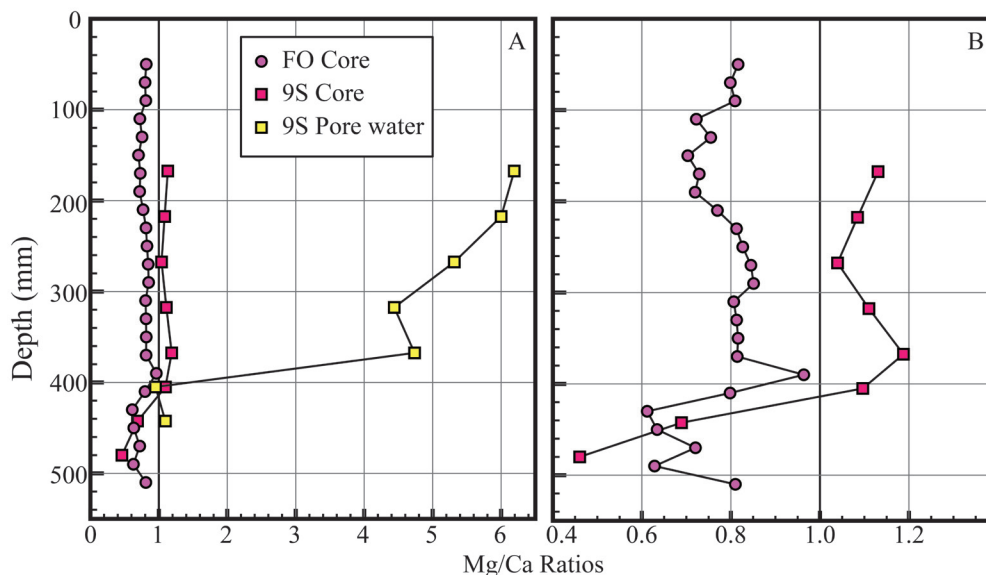 A
B
FO Core
9S Core
9S Pore water
Depth (mm)
0
100
200
300
400
500
0 1 2 3 4 5 6
0.4 0.6 0.8 1.0 1.2
Mg/Ca Ratios